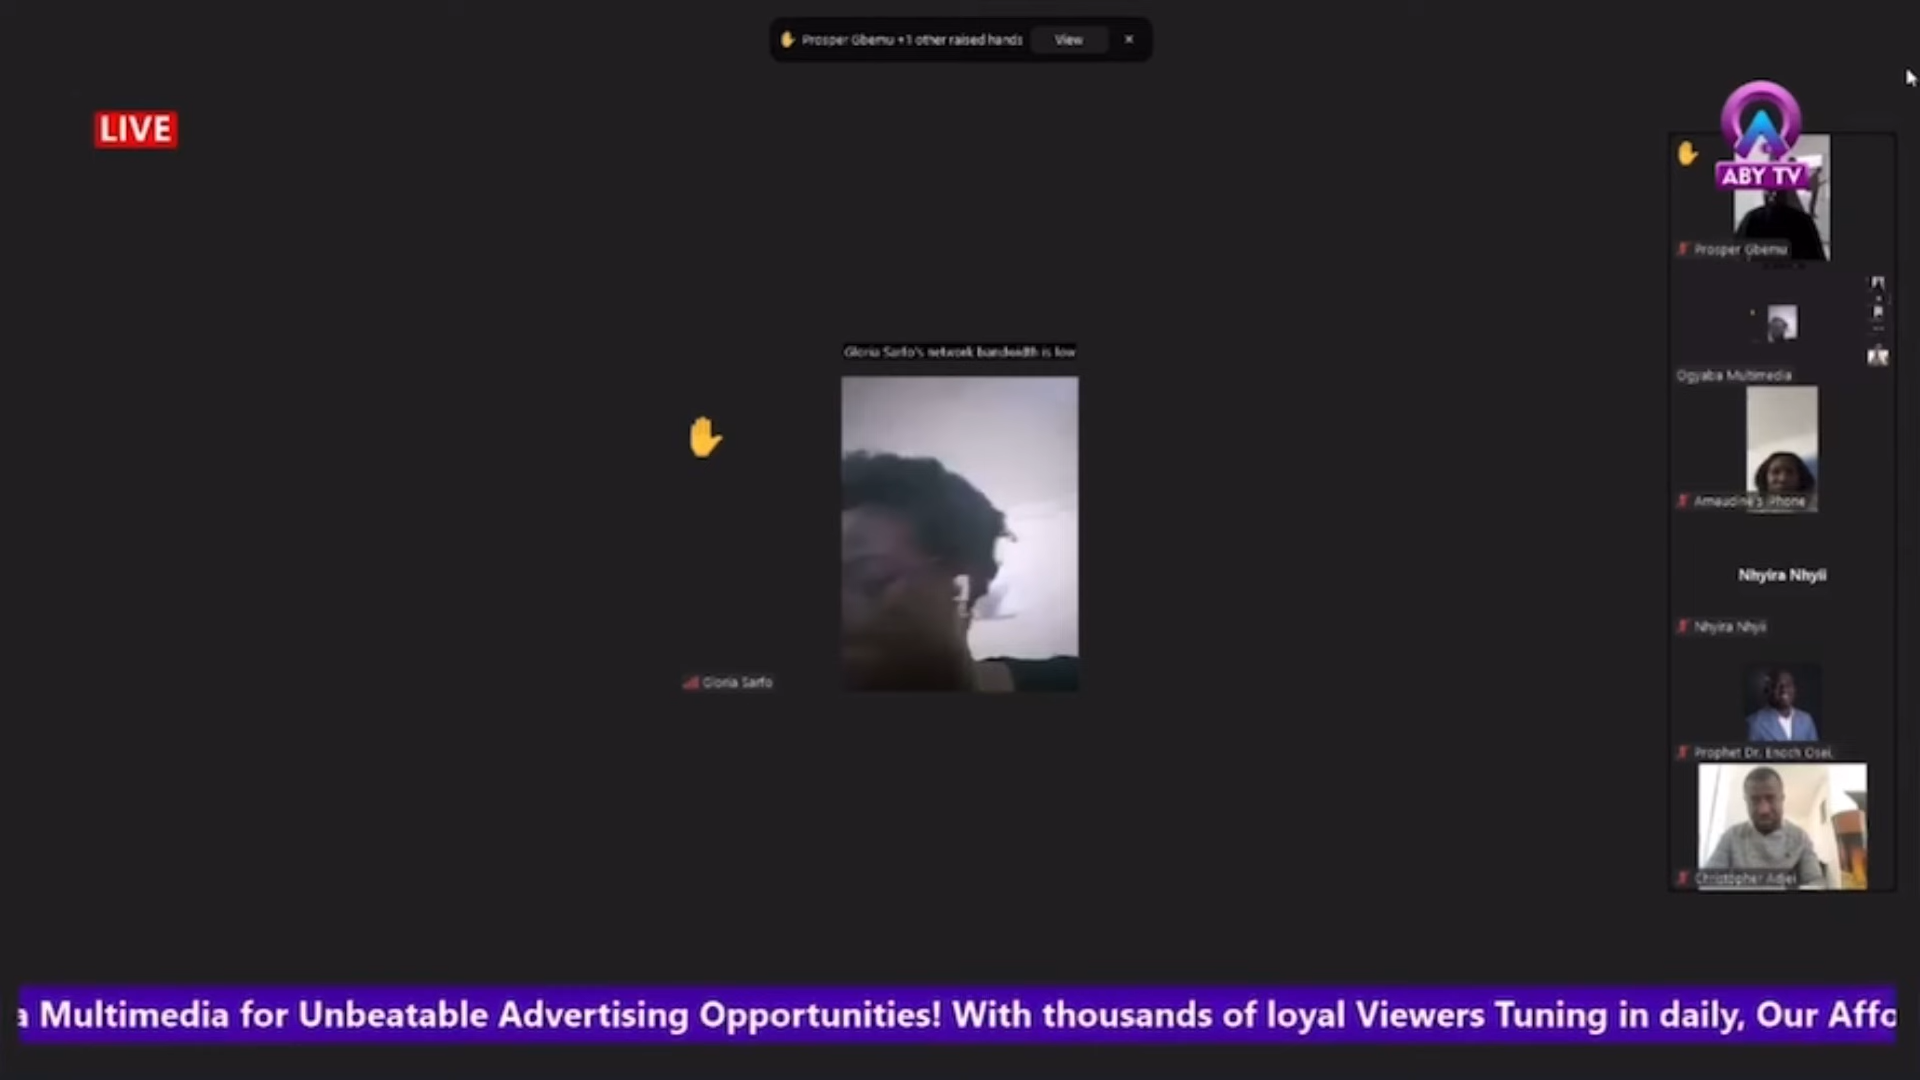 Prosper Gbemu +1 other raised hands View
LIVE
ABY TV
Prosper Gbemu
Gloria Sarfo's network bandwidth is low
Ogyaba Multimedia
Amaudine's iPhone
Nhyira Nhyii
Nhyira Nhyii
Gloria Sarfo
Prophet Dr. Enoch Osei,
Christopher Adjei
a Multimedia for Unbeatable Advertising Opportunities! With thousands of loyal Viewers Tuning in daily, Our Affo